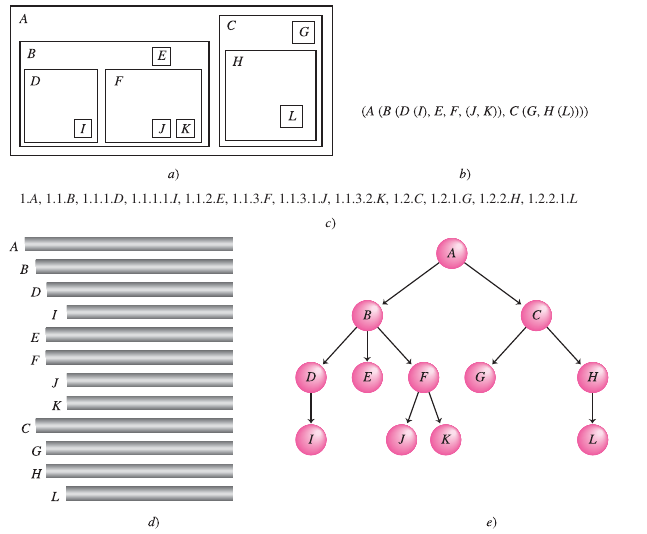 A
C
G
B
E
H
D
F
L
I
J
K
(A (B (D (I), E, F, (J, K)), C (G, H (L))))
a)
b)
1.A, 1.1.B, 1.1.1.D, 1.1.1.1.I, 1.1.2.E, 1.1.3.F, 1.1.3.1.J, 1.1.3.2.K, 1.2.C, 1.2.1.G, 1.2.2.H, 1.2.2.1.L
c)
A
B
D
I
E
F
J
K
C
G
H
L
d)
A
B
C
D
E
F
G
H
I
J
K
L
e)